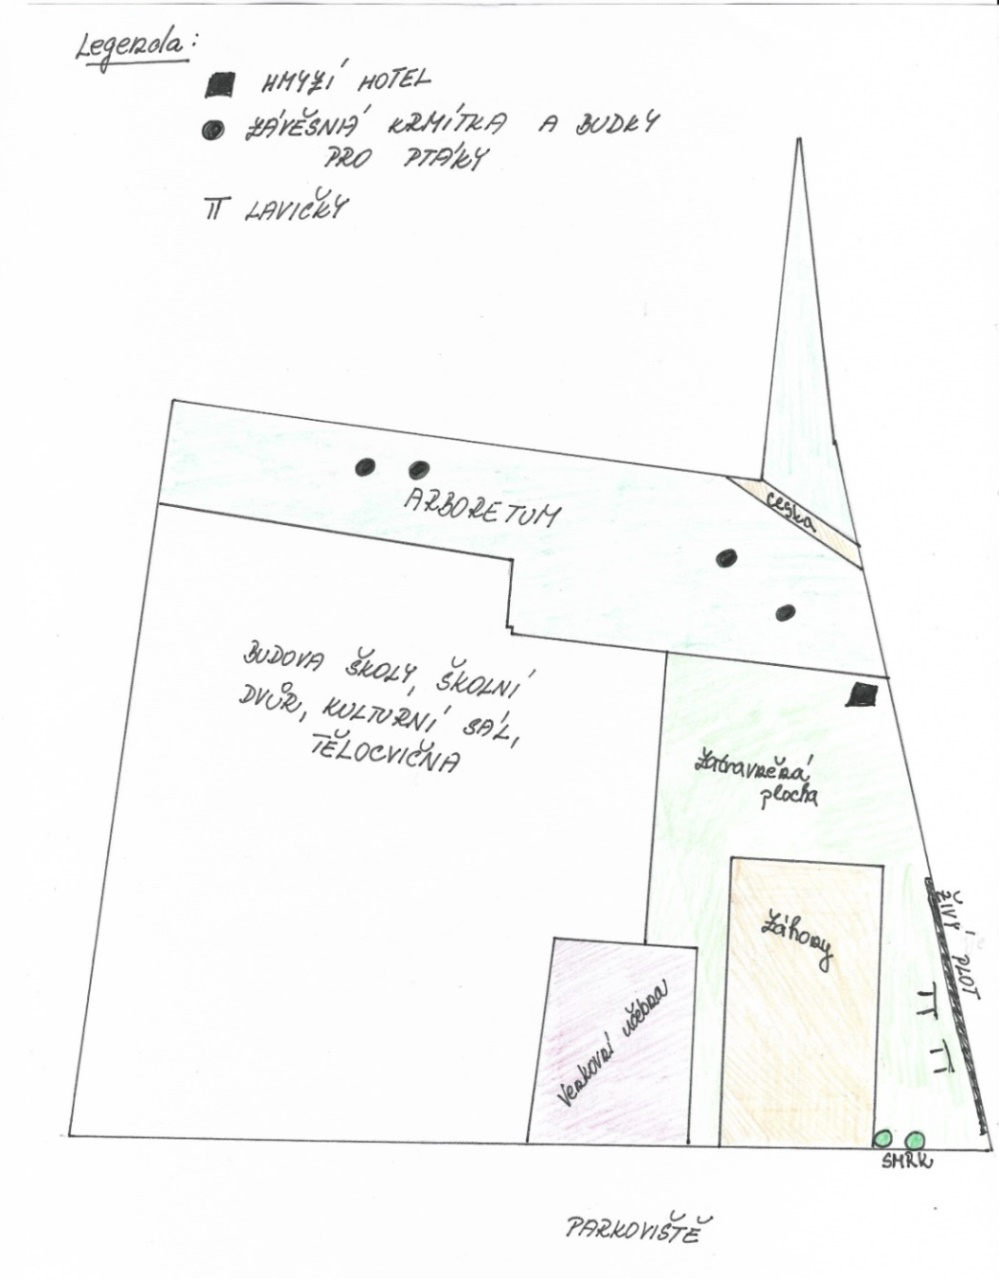 Legenda:
HMYZÍ HOTEL
ZÁVĚSNÁ KRMÍTKA A BUDKY
PRO PTÁKY
LAVIČKY
cesta
ARBORETUM
BUDOVA ŠKOLY, ŠKOLNÍ
DVŮR, KULTURNÍ SÁL,
TĚLOCVIČNA
Zatravněná
plocha
Záhony
ŽIVÝ PLOT
Venkovní učebna
SMRK
PARKOVIŠTĚ